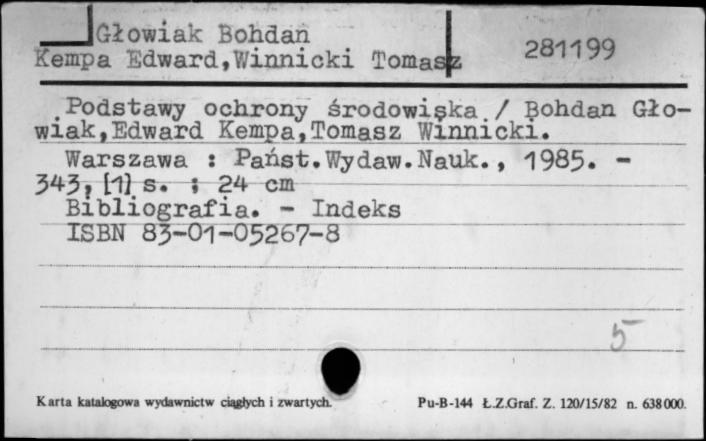 Głowiak Bohdan
Kempa Edward,Winnicki Tomasz 281199
Podstawy ochrony środowiska / Bohdan Gło-
wiak,Edward Kempa,Tomasz Winnicki.
Warszawa : Państ.Wydaw.Nauk., 1985. -
343, [1] s. ; 24 cm
Bibliografia. - Indeks
ISBN 83-01-05267-8
5
Karta katalogowa wydawnictw ciągłych i zwartych. Pu-B-144 Ł.Z.Graf. Z. 120/15/82 n. 638000.